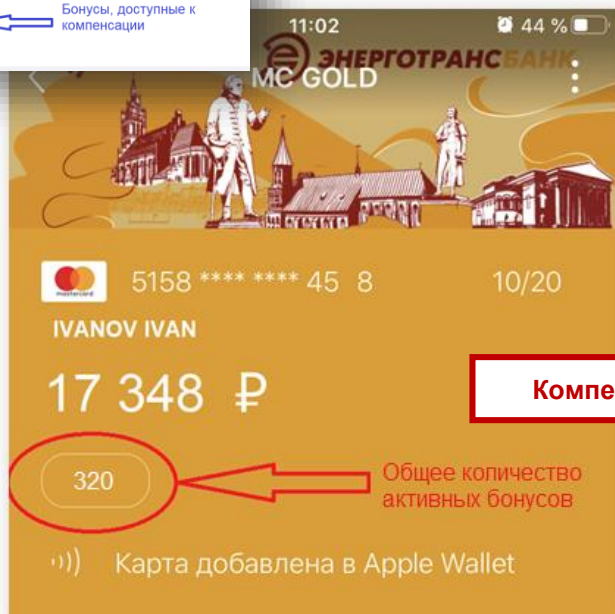 Бонусы, доступные к
компенсации
11:02
44 %
ЭНЕРГОТРАНСБАНК
MC GOLD
mastercard
5158 **** **** 45 8
10/20
IVANOV IVAN
17 348 ₽
Компе
320
Общее количество
активных бонусов
Карта добавлена в Apple Wallet